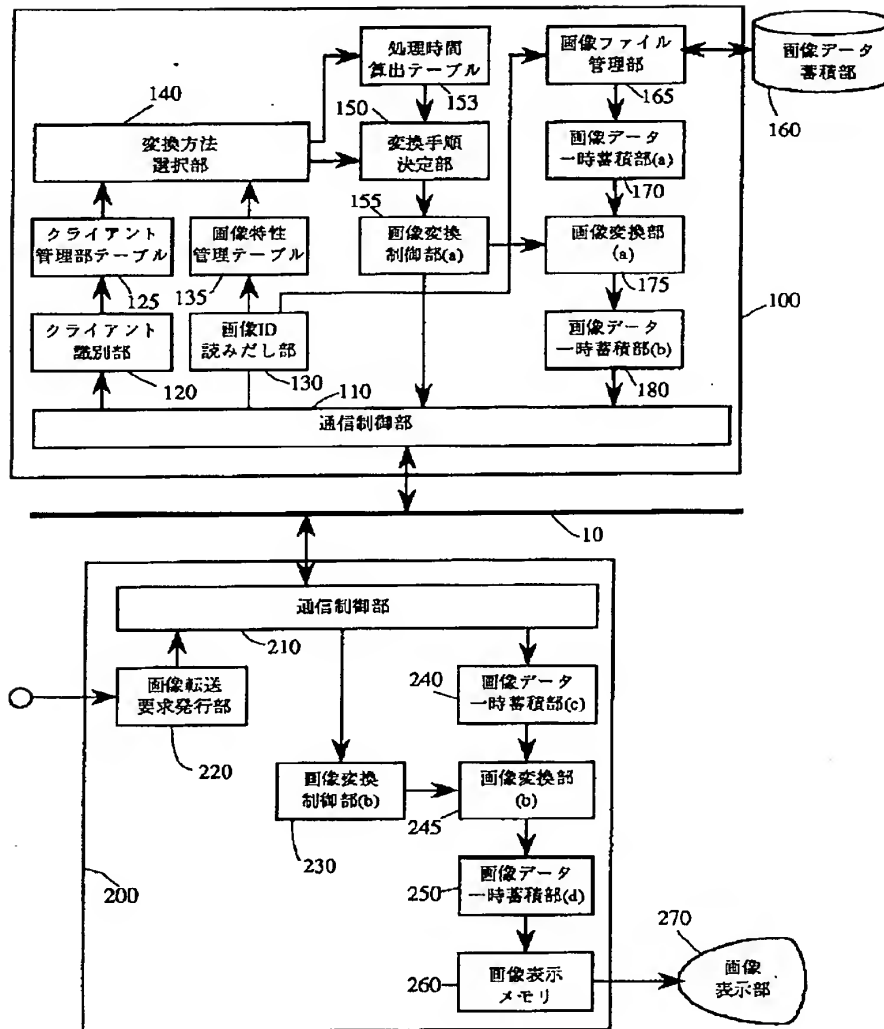 処理時間
算出テーブル
153
画像ファイル
管理部
165
画像データ
蓄積部
160
140
変換方法
選択部
150
変換手順
決定部
画像データ
一時蓄積部(a)
170
155
クライアント
管理部テーブル
125
画像特性
管理テーブル
135
画像変換
制御部(a)
画像変換部
(a)
175
100
クライアント
識別部
120
画像ID
読みだし部
130
画像データ
一時蓄積部(b)
180
110
通信制御部
10
通信制御部
210
画像転送
要求発行部
220
240
画像データ
一時蓄積部(c)
画像変換
制御部(b)
230
画像変換部
(b)
245
200
250
画像データ
一時蓄積部(d)
260
画像表示
メモリ
270
画像
表示部